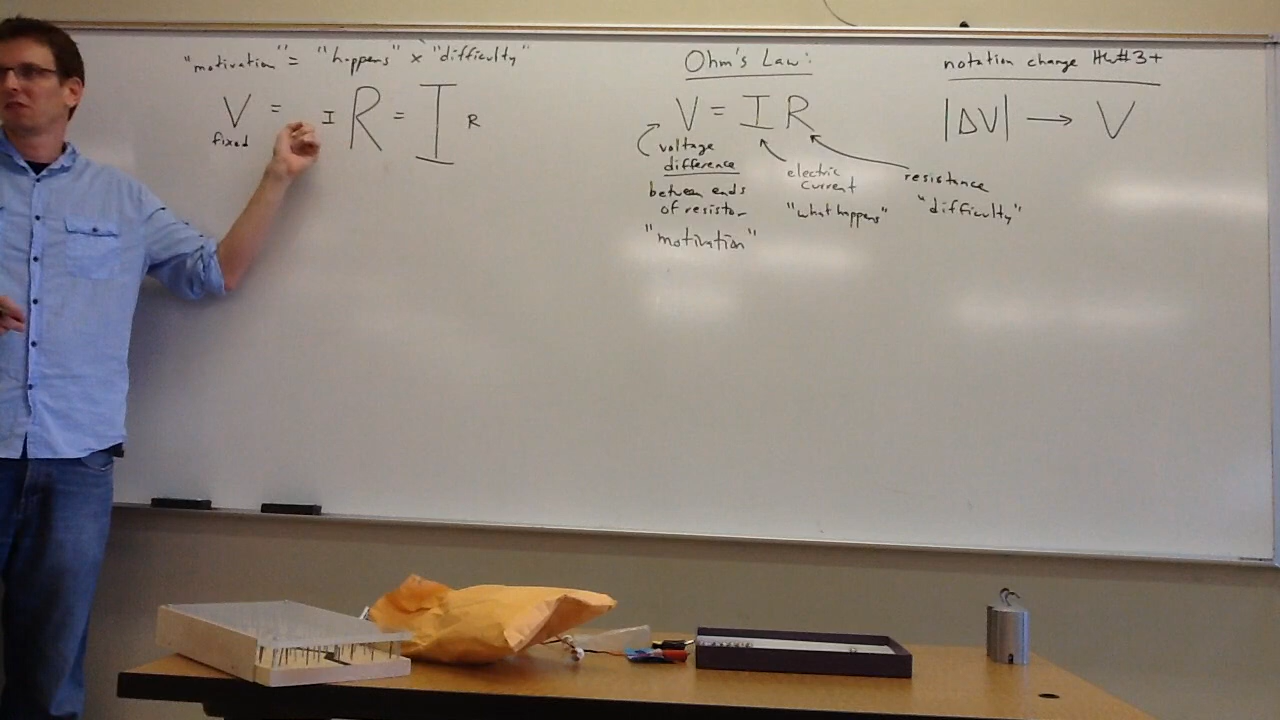 "motivation" = "happens" × "difficulty"
V = I R = I R
fixed
Ohm's Law:
V = I R
voltage
difference
between ends
of resistor
"motivation"
electric
current
"what happens"
resistance
"difficulty"
notation change HW#3+
|ΔV| → V